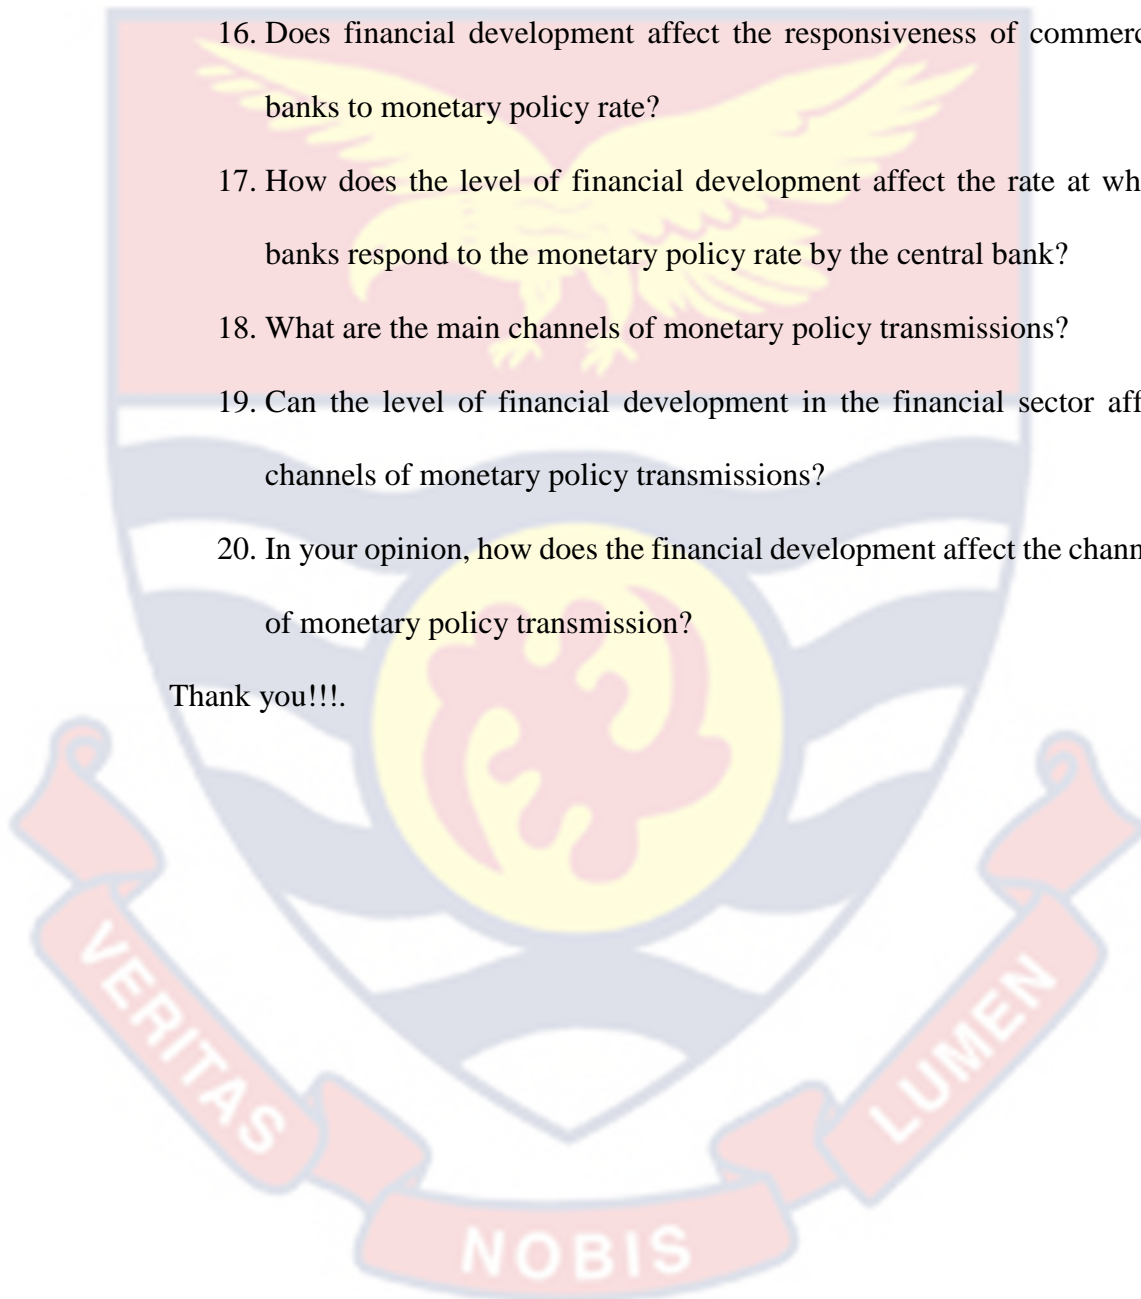 16. Does financial development affect the responsiveness of commerc
banks to monetary policy rate?
17. How does the level of financial development affect the rate at wh
banks respond to the monetary policy rate by the central bank?
18. What are the main channels of monetary policy transmissions?
19. Can the level of financial development in the financial sector aff
channels of monetary policy transmissions?
20. In your opinion, how does the financial development affect the chann
of monetary policy transmission?
Thank you!!!.
VERITAS
NOBIS
LUMEN